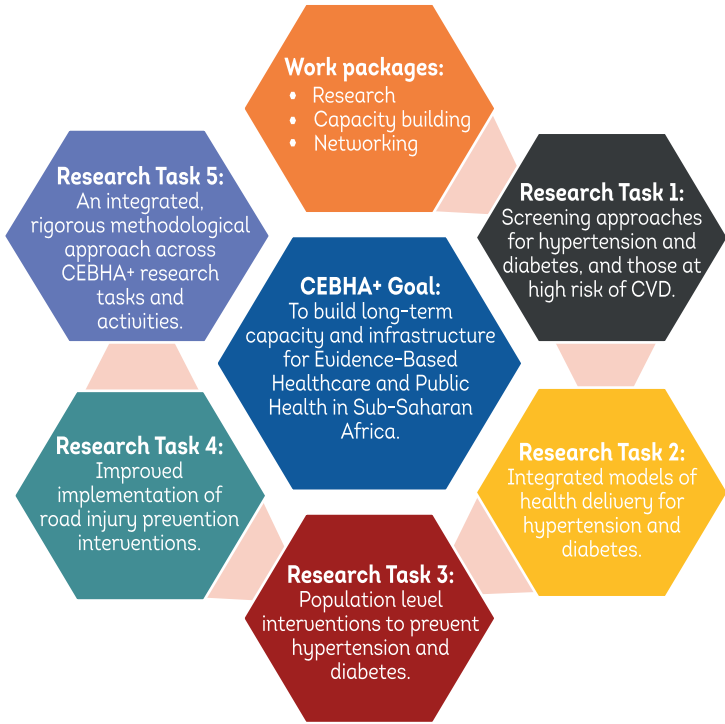 Work packages:
• Research
• Capacity building
• Networking
Research Task 1:
Screening approaches
for hypertension and
diabetes, and those at
high risk of CVD.
Research Task 2:
Integrated models of
health delivery for
hypertension and
diabetes.
Research Task 3:
Population level
interventions to prevent
hypertension and
diabetes.
Research Task 4:
Improved
implementation of
road injury prevention
interventions.
Research Task 5:
An integrated,
rigorous methodological
approach across
CEBHA+ research
tasks and
activities.
CEBHA+ Goal:
To build long-term
capacity and infrastructure
for Evidence-Based
Healthcare and Public
Health in Sub-Saharan
Africa.